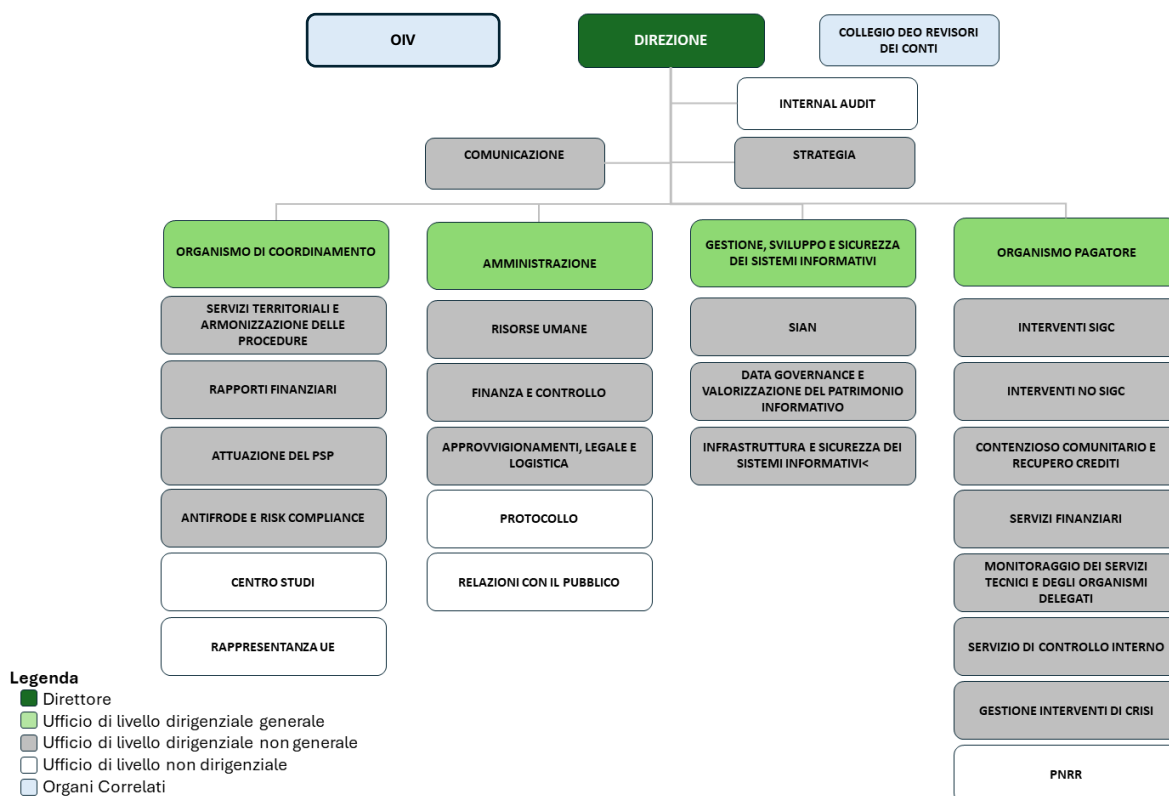 OIV
DIREZIONE
COLLEGIO DEO REVISORI
DEI CONTI
INTERNAL AUDIT
COMUNICAZIONE
STRATEGIA
ORGANISMO DI COORDINAMENTO
AMMINISTRAZIONE
GESTIONE, SVILUPPO E SICUREZZA
DEI SISTEMI INFORMATIVI
ORGANISMO PAGATORE
SERVIZI TERRITORIALI E
ARMONIZZAZIONE DELLE
PROCEDURE
RAPPORTI FINANZIARI
ATTUAZIONE DEL PSP
ANTIFRODE E RISK COMPLIANCE
CENTRO STUDI
RAPPRESENTANZA UE
RISORSE UMANE
FINANZA E CONTROLLO
APPROVVIGIONAMENTI, LEGALE E
LOGISTICA
PROTOCOLLO
RELAZIONI CON IL PUBBLICO
SIAN
DATA GOVERNANCE E
VALORIZZAZIONE DEL PATRIMONIO
INFORMATIVO
INFRASTRUTTURA E SICUREZZA DEI
SISTEMI INFORMATIVI<
INTERVENTI SIGC
INTERVENTI NO SIGC
CONTENZIOSO COMUNITARIO E
RECUPERO CREDITI
SERVIZI FINANZIARI
MONITORAGGIO DEI SERVIZI
TECNICI E DEGLI ORGANISMI
DELEGATI
SERVIZIO DI CONTROLLO INTERNO
GESTIONE INTERVENTI DI CRISI
PNRR
Legenda
Direttore
Ufficio di livello dirigenziale generale
Ufficio di livello dirigenziale non generale
Ufficio di livello non dirigenziale
Organi Correlati